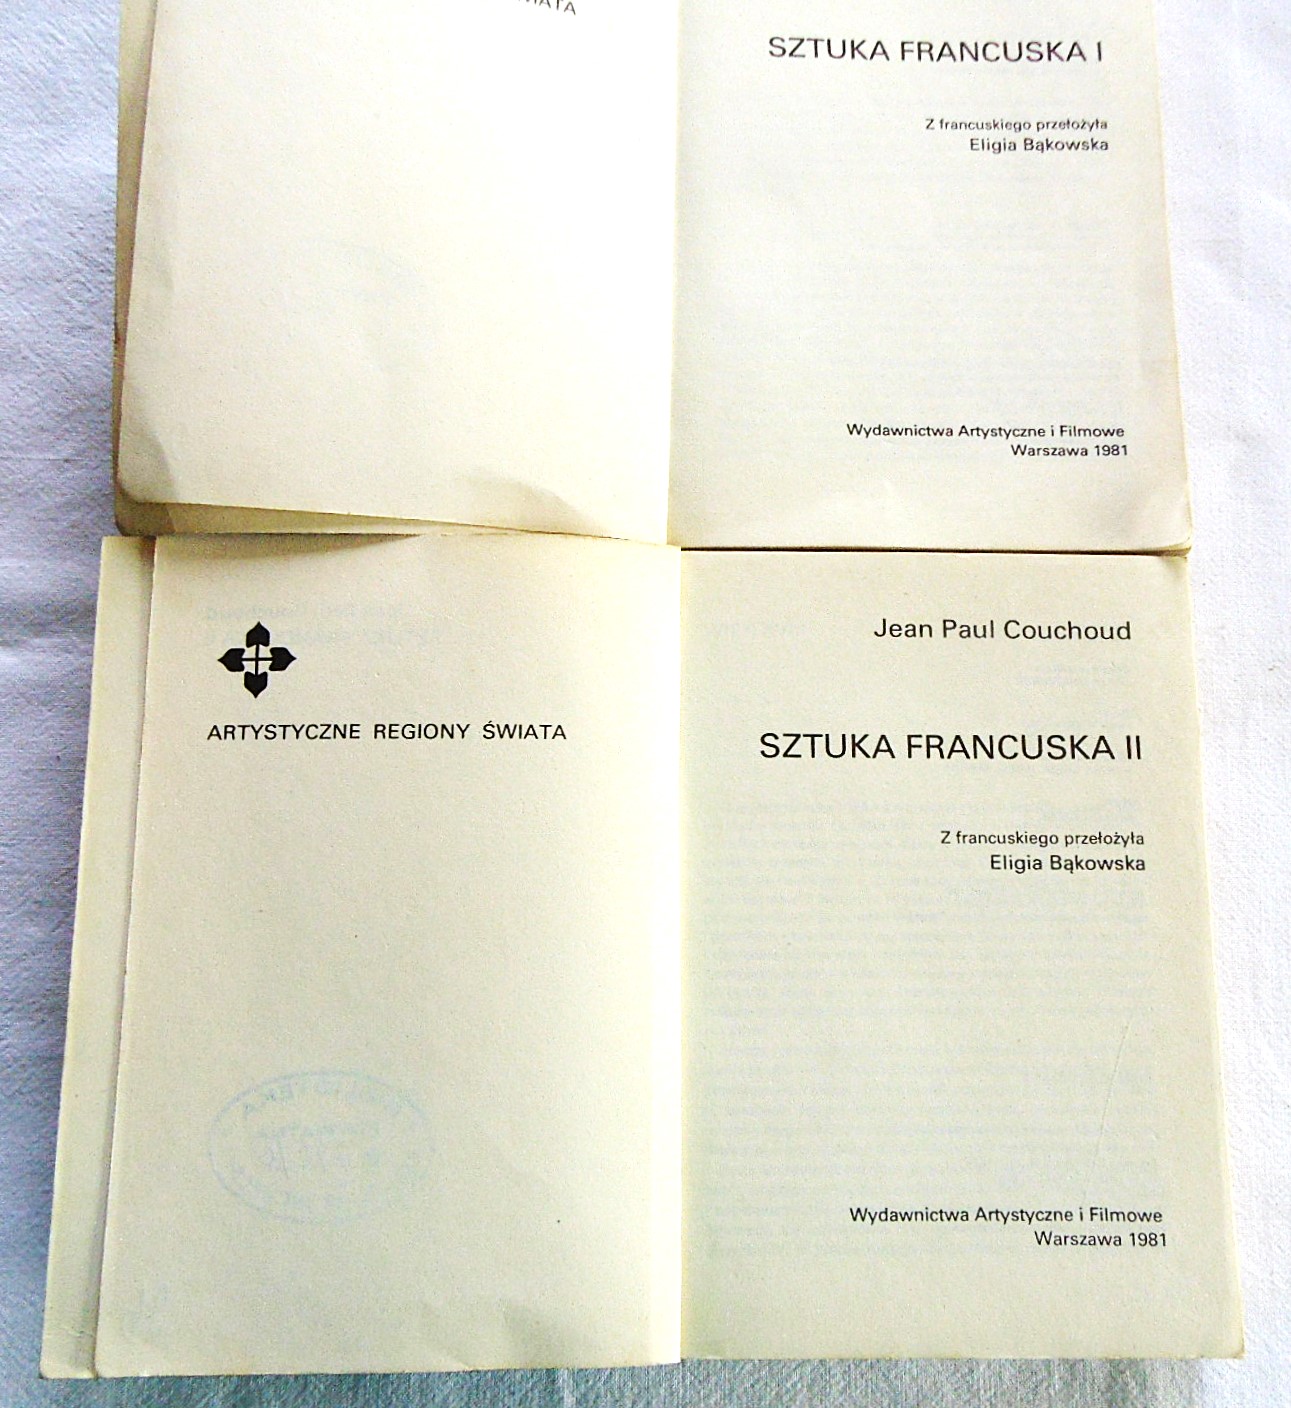 SZTUKA FRANCUSKA I
Z francuskiego przełożyła
Eligia Bąkowska
Wydawnictwa Artystyczne i Filmowe
Warszawa 1981
ARTYSTYCZNE REGIONY ŚWIATA
Jean Paul Couchoud
SZTUKA FRANCUSKA II
Z francuskiego przełożyła
Eligia Bąkowska
Wydawnictwa Artystyczne i Filmowe
Warszawa 1981